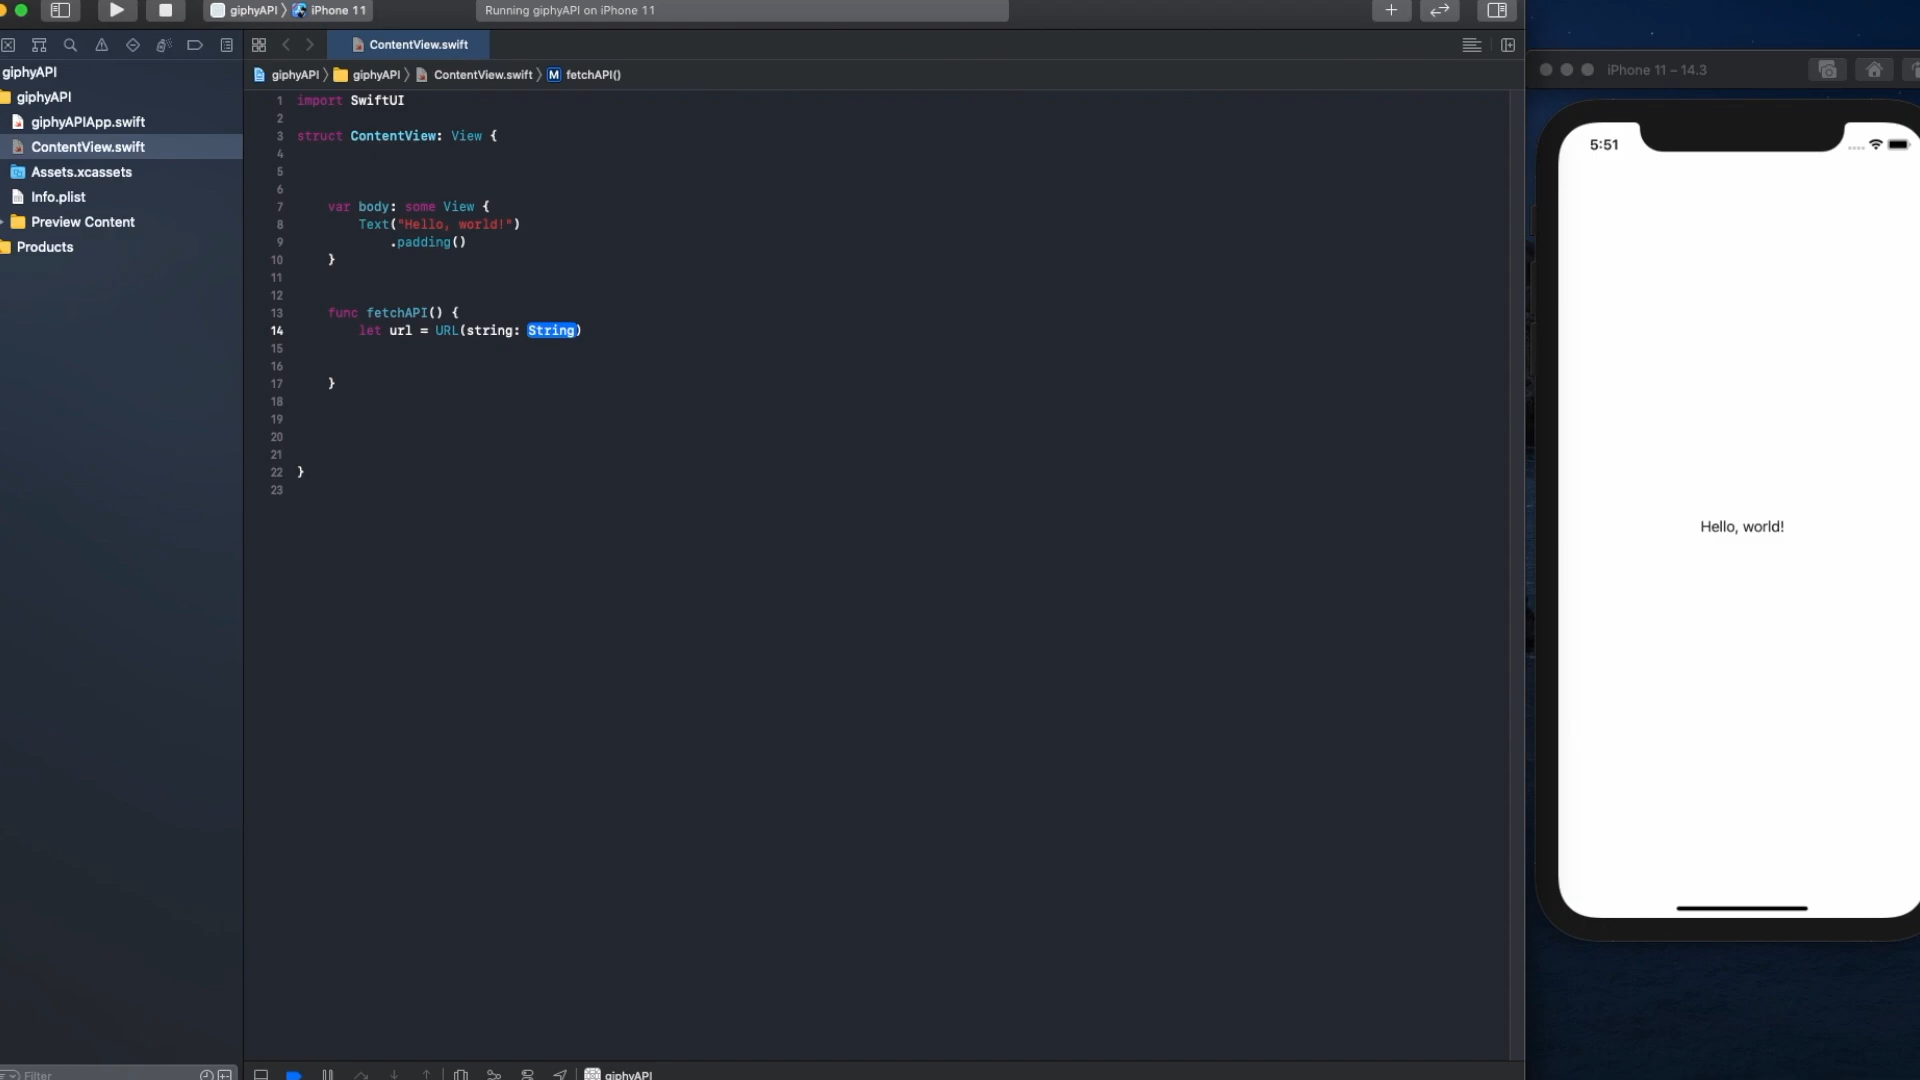 giphyAPI 〉 iPhone 11
Running giphyAPI on iPhone 11
ContentView.swift
giphyAPI 〉 giphyAPI 〉 ContentView.swift 〉 M fetchAPI()
giphyAPI
giphyAPI
giphyAPIApp.swift
ContentView.swift
Assets.xcassets
Info.plist
Preview Content
Products
Filter
1 import SwiftUI
2
3 struct ContentView: View {
4
5
6
7 var body: some View {
8 Text("Hello, world!")
9 .padding()
10 }
11
12
13 func fetchAPI() {
14 let url = URL(string: String)
15
16
17 }
18
19
20
21
22 }
23
giphyAPI
iPhone 11 – 14.3
5:51
Hello, world!